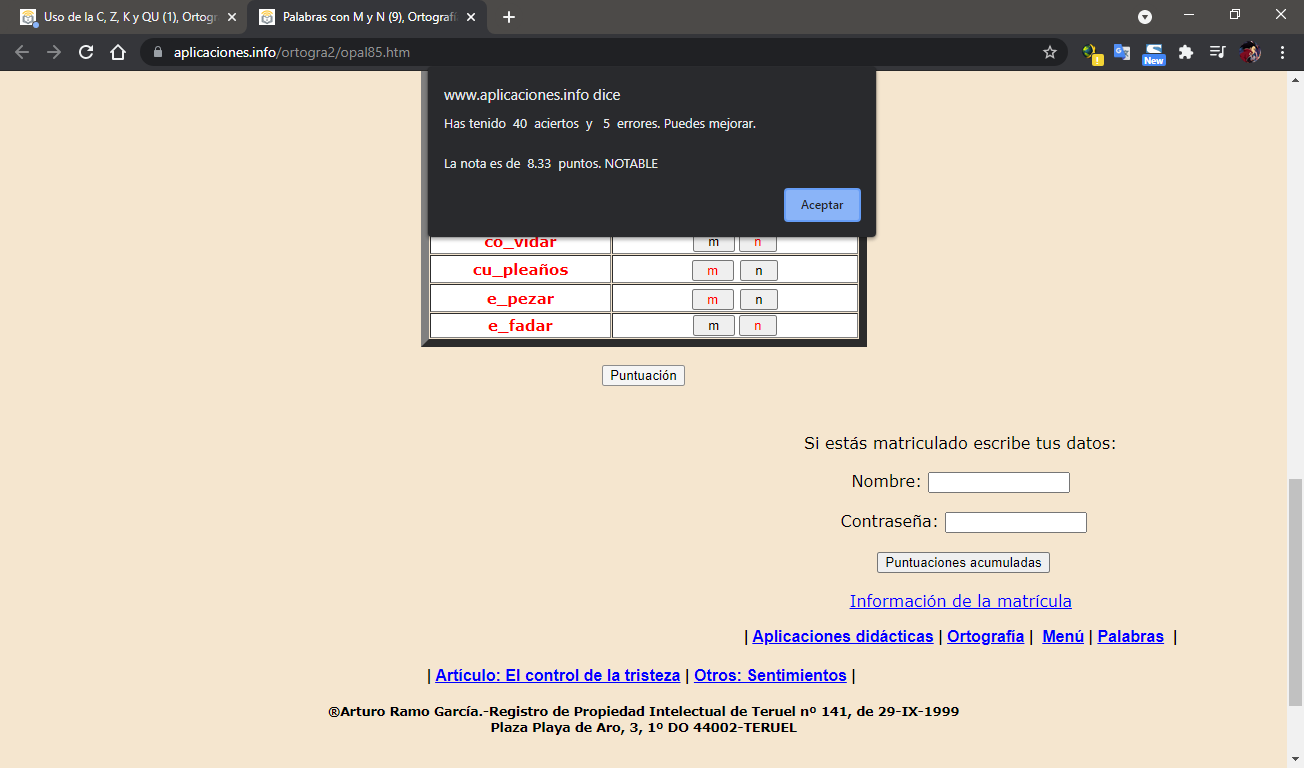 Uso de la C, Z, K y QU (1), Ortogr
Palabras con M y N (9), Ortografí
aplicaciones.info/ortogra2/opal85.htm
New
www.aplicaciones.info dice
Has tenido 40 aciertos y 5 errores. Puedes mejorar.
La nota es de 8.33 puntos. NOTABLE
Aceptar
co_vidar m n
cu_pleaños m n
e_pezar m n
e_fadar m n
Puntuación
Si estás matriculado escribe tus datos:
Nombre:
Contraseña:
Puntuaciones acumuladas
Información de la matrícula
| Aplicaciones didácticas | Ortografía | Menú | Palabras |
| Artículo: El control de la tristeza | Otros: Sentimientos |
®Arturo Ramo García.-Registro de Propiedad Intelectual de Teruel nº 141, de 29-IX-1999
Plaza Playa de Aro, 3, 1º DO 44002-TERUEL